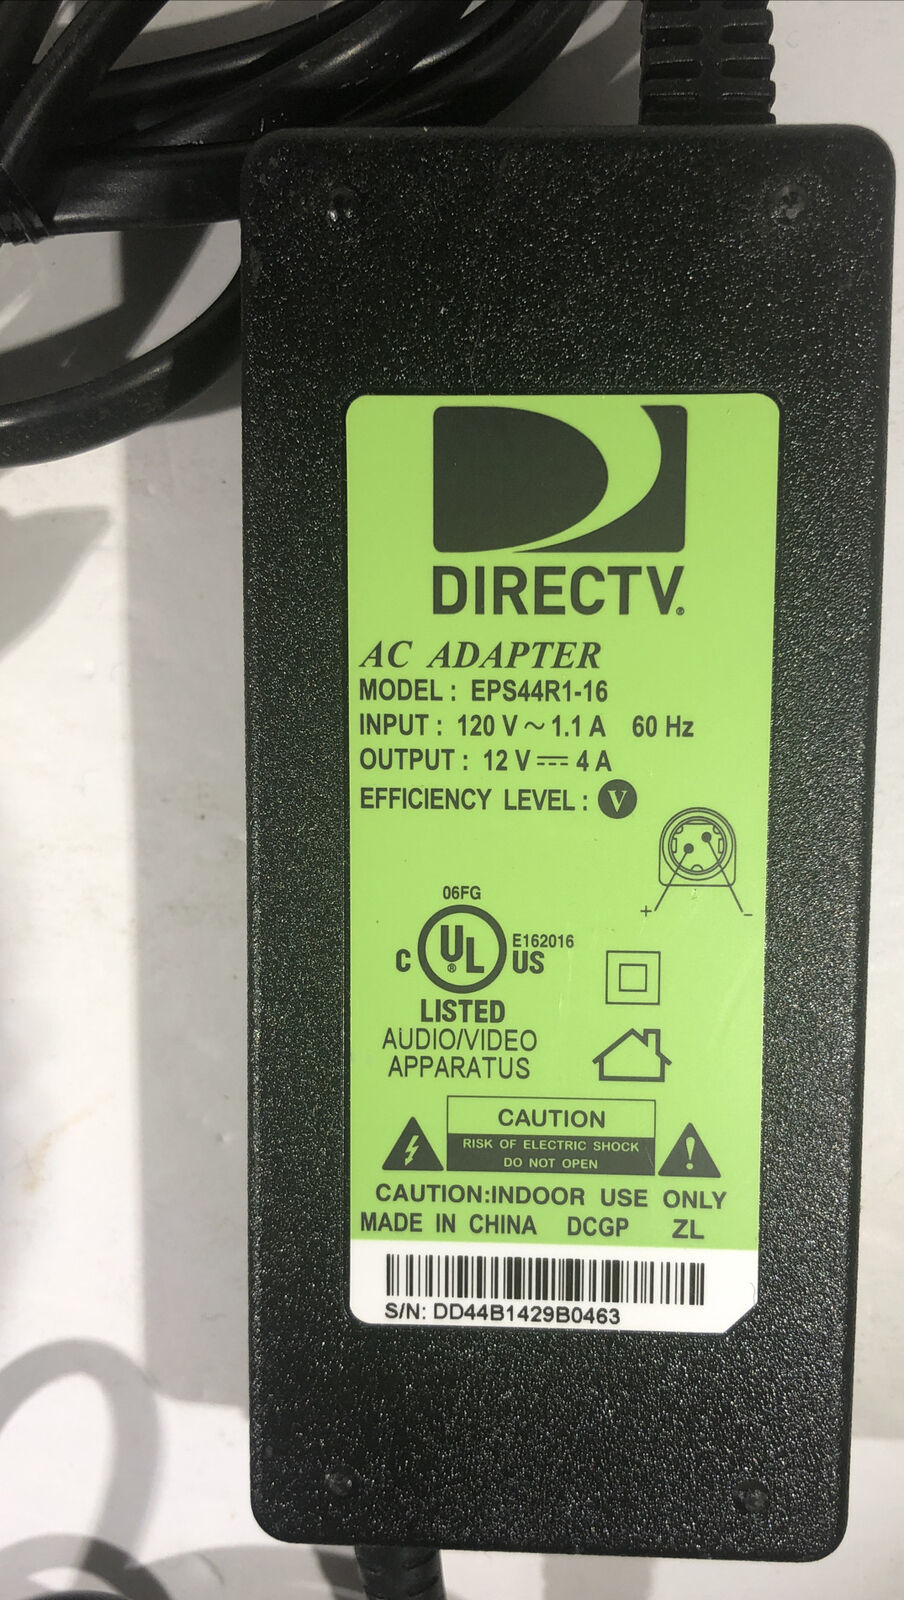 DIRECTV®
AC ADAPTER
MODEL : EPS44R1-16
INPUT : 120 V ~ 1.1 A 60 Hz
OUTPUT : 12 V ⎓ 4 A
EFFICIENCY LEVEL : V
+ -
06FG
C UL® US E162016
LISTED
AUDIO/VIDEO
APPARATUS
CAUTION
RISK OF ELECTRIC SHOCK
DO NOT OPEN
!
CAUTION:INDOOR USE ONLY
MADE IN CHINA DCGP ZL
S/N: DD44B1429B0463